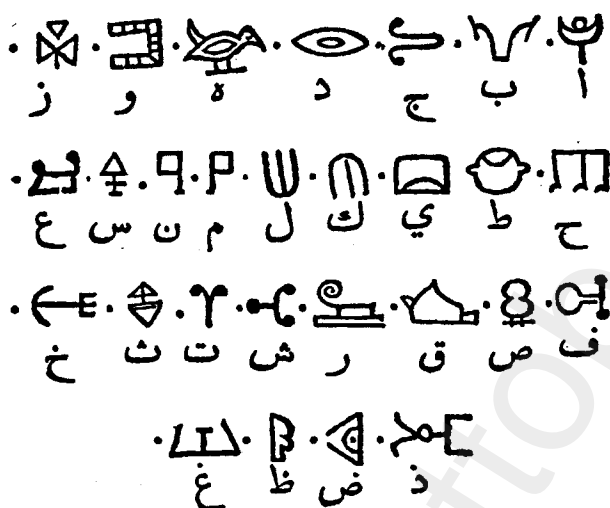 ا ب ج د ه و ز
ح ط ي ك ل م ن س ع
ف ص ق ر ش ت ث خ
ذ ض ظ غ